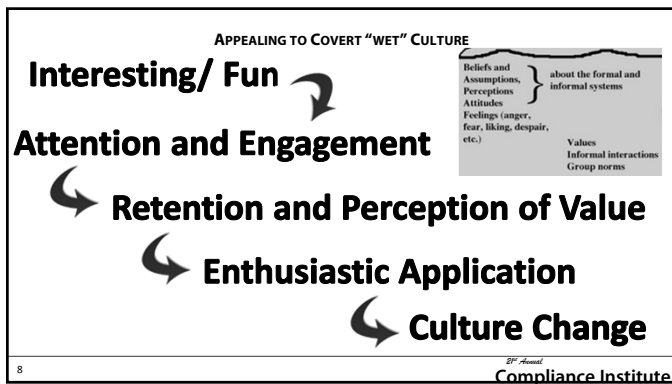 APPEALING TO COVERT “WET” CULTURE
Interesting/ Fun
Beliefs and
Assumptions,
Perceptions
Attitudes
Feelings (anger,
fear, liking, despair,
etc.)
about the formal and
informal systems
Values
Informal interactions
Group norms
Attention and Engagement
Retention and Perception of Value
Enthusiastic Application
Culture Change
8
21st Annual
Compliance Institute